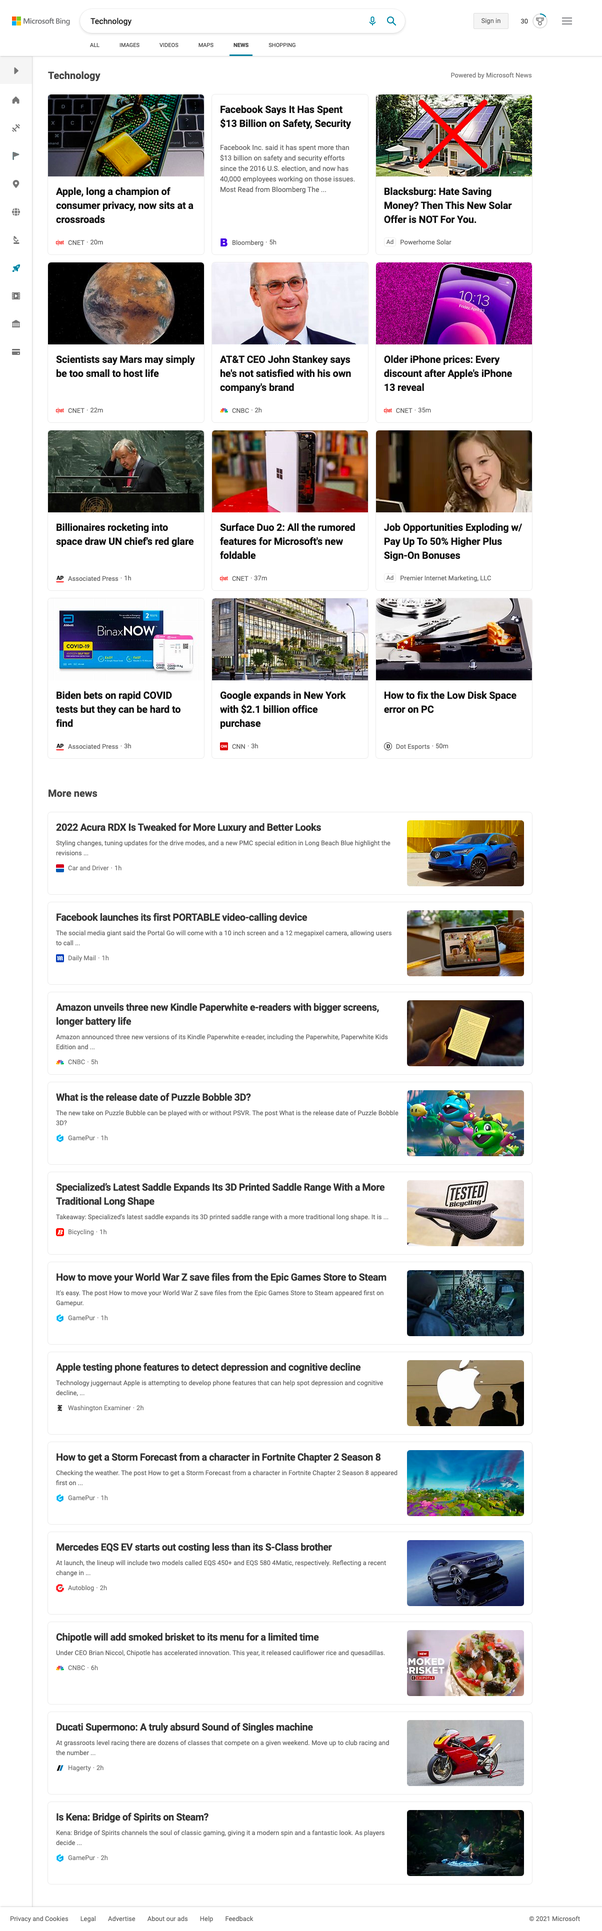 Microsoft Bing
Technology
Sign in
30
ALL IMAGES VIDEOS MAPS NEWS SHOPPING
Technology
Powered by Microsoft News
Apple, long a champion of
consumer privacy, now sits at a
crossroads
CNET · 20m
Facebook Says It Has Spent
$13 Billion on Safety, Security
Facebook Inc. said it has spent more than
$13 billion on safety and security efforts
since the 2016 U.S. election, and now has
40,000 employees working on those issues.
Most Read from Bloomberg The ...
Bloomberg · 5h
Blacksburg: Hate Saving
Money? Then This New Solar
Offer is NOT For You.
Ad Powerhome Solar
Scientists say Mars may simply
be too small to host life
CNET · 22m
AT&T CEO John Stankey says
he's not satisfied with his own
company's brand
CNBC · 2h
10:13
Older iPhone prices: Every
discount after Apple's iPhone
13 reveal
CNET · 35m
Billionaires rocketing into
space draw UN chief's red glare
AP Associated Press · 1h
Surface Duo 2: All the rumored
features for Microsoft's new
foldable
CNET · 37m
Job Opportunities Exploding w/
Pay Up To 50% Higher Plus
Sign-On Bonuses
Ad Premier Internet Marketing, LLC
BinaxNOW
COVID-19
Biden bets on rapid COVID
tests but they can be hard to
find
AP Associated Press · 3h
Google expands in New York
with $2.1 billion office
purchase
CNN · 3h
How to fix the Low Disk Space
error on PC
Dot Esports · 50m
More news
2022 Acura RDX Is Tweaked for More Luxury and Better Looks
Styling changes, tuning updates for the drive modes, and a new PMC special edition in Long Beach Blue highlight the
revisions ...
Car and Driver · 1h
Facebook launches its first PORTABLE video-calling device
The social media giant said the Portal Go will come with a 10 inch screen and a 12 megapixel camera, allowing users
to call ...
Daily Mail · 1h
Amazon unveils three new Kindle Paperwhite e-readers with bigger screens,
longer battery life
Amazon announced three new versions of its Kindle Paperwhite e-reader, including the Paperwhite, Paperwhite Kids
Edition and ...
CNBC · 5h
What is the release date of Puzzle Bobble 3D?
The new take on Puzzle Bubble can be played with or without PSVR. The post What is the release date of Puzzle Bobble
3D?
GamePur · 1h
Specialized's Latest Saddle Expands Its 3D Printed Saddle Range With a More
Traditional Long Shape
Takeaway: Specialized's latest saddle expands its 3D printed saddle range with a more traditional long shape. It is ...
Bicycling · 1h
TESTED
Bicycling
How to move your World War Z save files from the Epic Games Store to Steam
It's easy. The post How to move your World War Z save files from the Epic Games Store to Steam appeared first on
Gamepur.
GamePur · 1h
Apple testing phone features to detect depression and cognitive decline
Technology juggernaut Apple is attempting to develop phone features that can help spot depression and cognitive
decline, ...
Washington Examiner · 2h
How to get a Storm Forecast from a character in Fortnite Chapter 2 Season 8
Checking the weather. The post How to get a Storm Forecast from a character in Fortnite Chapter 2 Season 8 appeared
first on ...
GamePur · 1h
Mercedes EQS EV starts out costing less than its S-Class brother
At launch, the lineup will include two models called EQS 450+ and EQS 580 4Matic, respectively. Reflecting a recent
change in ...
Autoblog · 2h
Chipotle will add smoked brisket to its menu for a limited time
Under CEO Brian Niccol, Chipotle has accelerated innovation. This year, it released cauliflower rice and quesadillas.
CNBC · 6h
NEW
MOKED
BRISKET
Ducati Supermono: A truly absurd Sound of Singles machine
At grassroots level racing there are dozens of classes that compete on a given weekend. Move up to club racing and
the number ...
Hagerty · 2h
Is Kena: Bridge of Spirits on Steam?
Kena: Bridge of Spirits channels the soul of classic gaming, giving it a modern spin and a fantastic look. As players
decide ...
GamePur · 2h
Privacy and Cookies Legal Advertise About our ads Help Feedback
© 2021 Microsoft